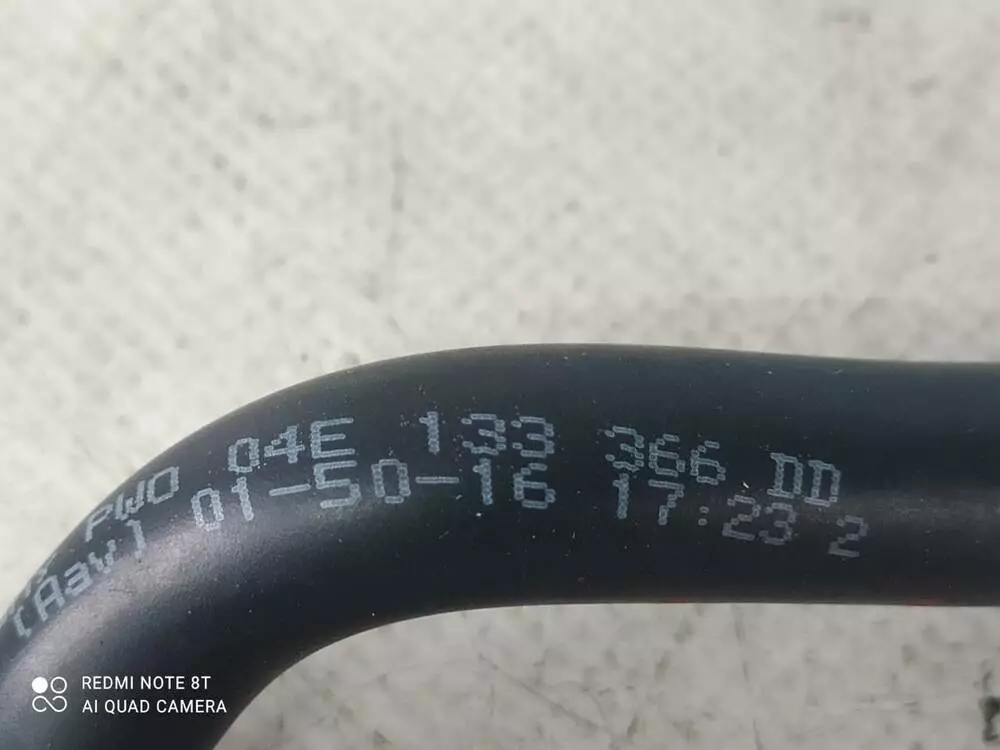 PWO 04E 133 366 DD
(Aav) 01-50-16 17:23 2
REDMI NOTE 8T
AI QUAD CAMERA